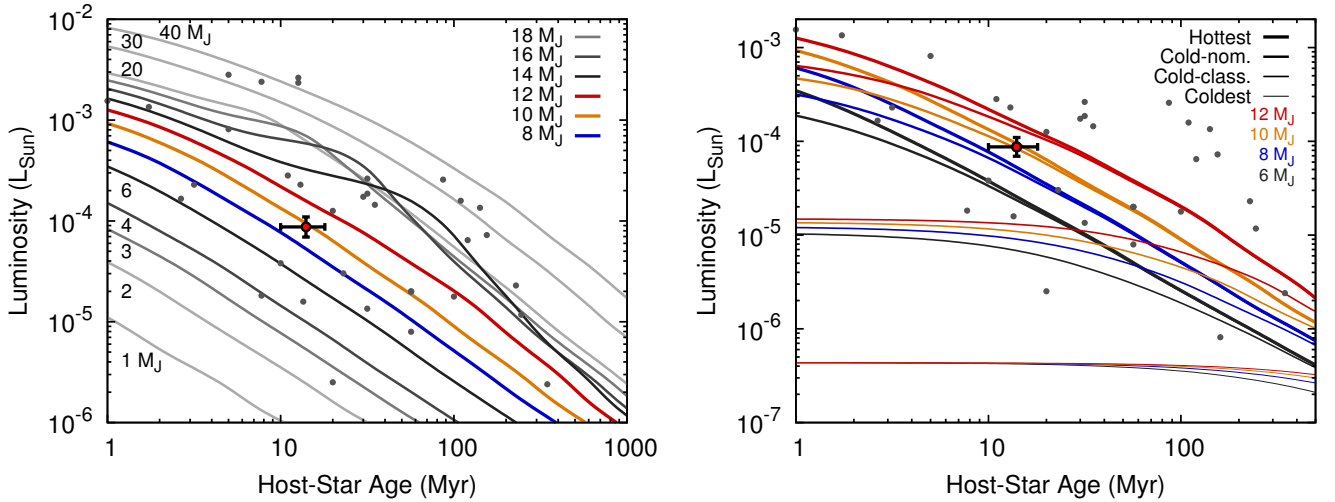 10^-2
10^-3
10^-4
10^-5
10^-6
Luminosity (L_Sun)
40 M_J
30
20
6
4
3
2
1 M_J
18 M_J
16 M_J
14 M_J
12 M_J
10 M_J
8 M_J
1
10
100
1000
Host-Star Age (Myr)
10^-3
10^-4
10^-5
10^-6
10^-7
Luminosity (L_Sun)
Hottest
Cold-nom.
Cold-class.
Coldest
12 M_J
10 M_J
8 M_J
6 M_J
1
10
100
Host-Star Age (Myr)